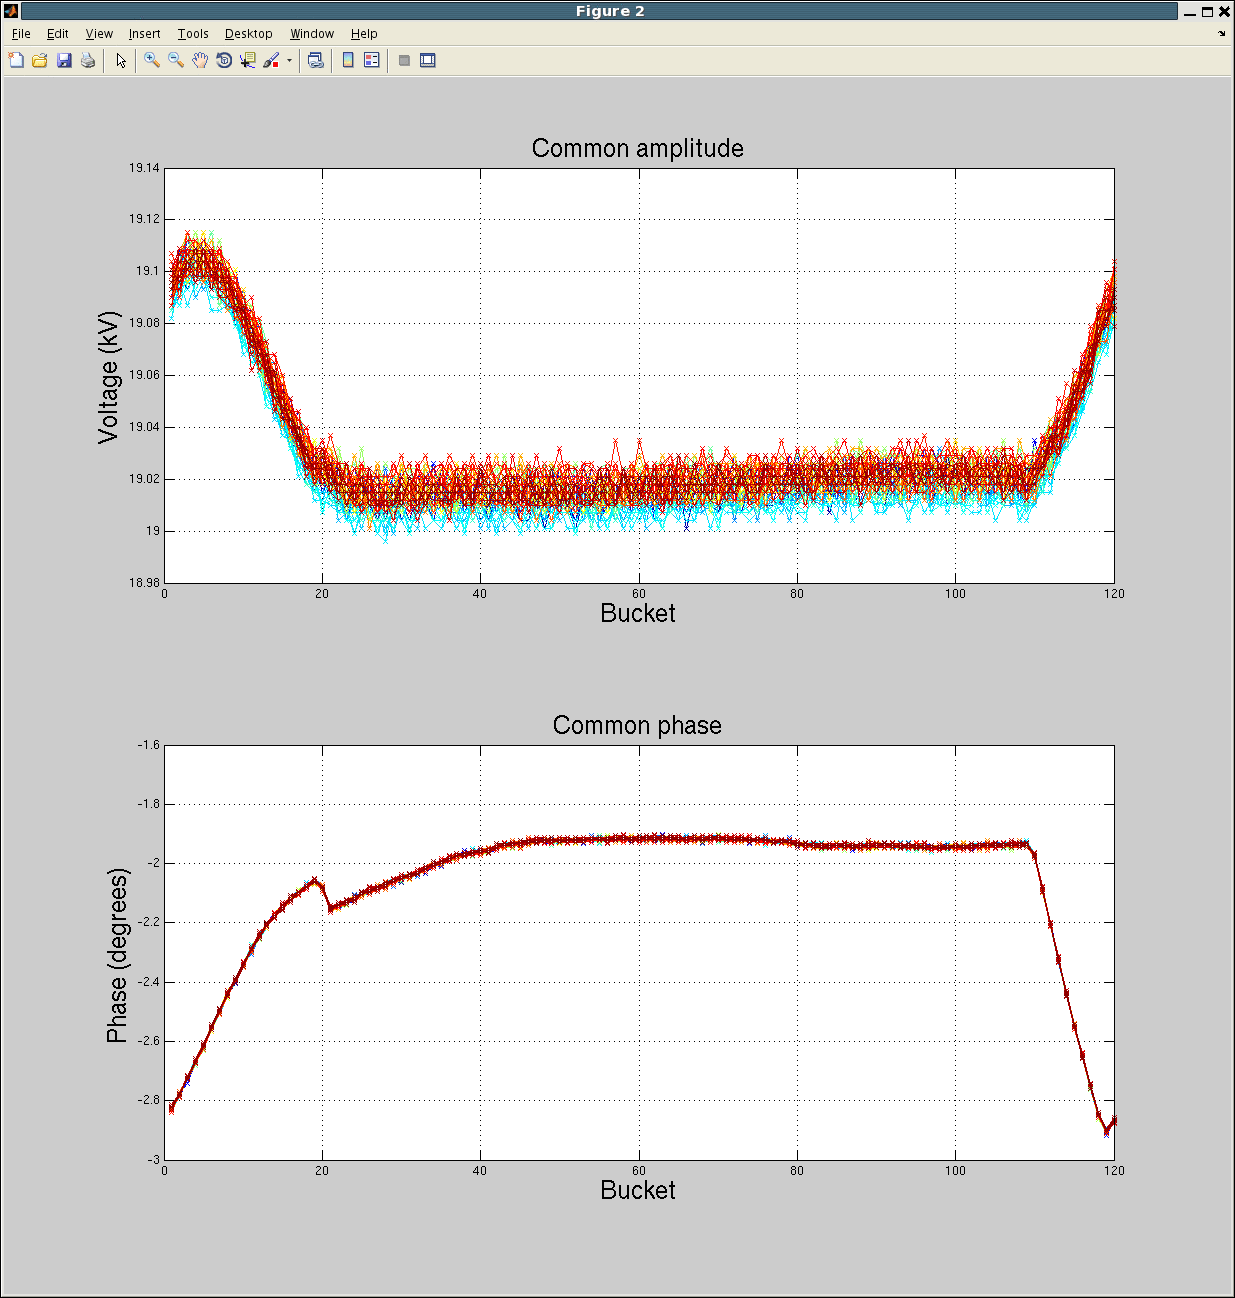 Figure 2
File Edit View Insert Tools Desktop Window Help
Common amplitude
19.14
19.12
19.1
19.08
19.06
19.04
19.02
19
18.98
Voltage (kV)
0 20 40 60 80 100 120
Bucket
Common phase
-1.6
-1.8
-2
-2.2
-2.4
-2.6
-2.8
-3
Phase (degrees)
0 20 40 60 80 100 120
Bucket